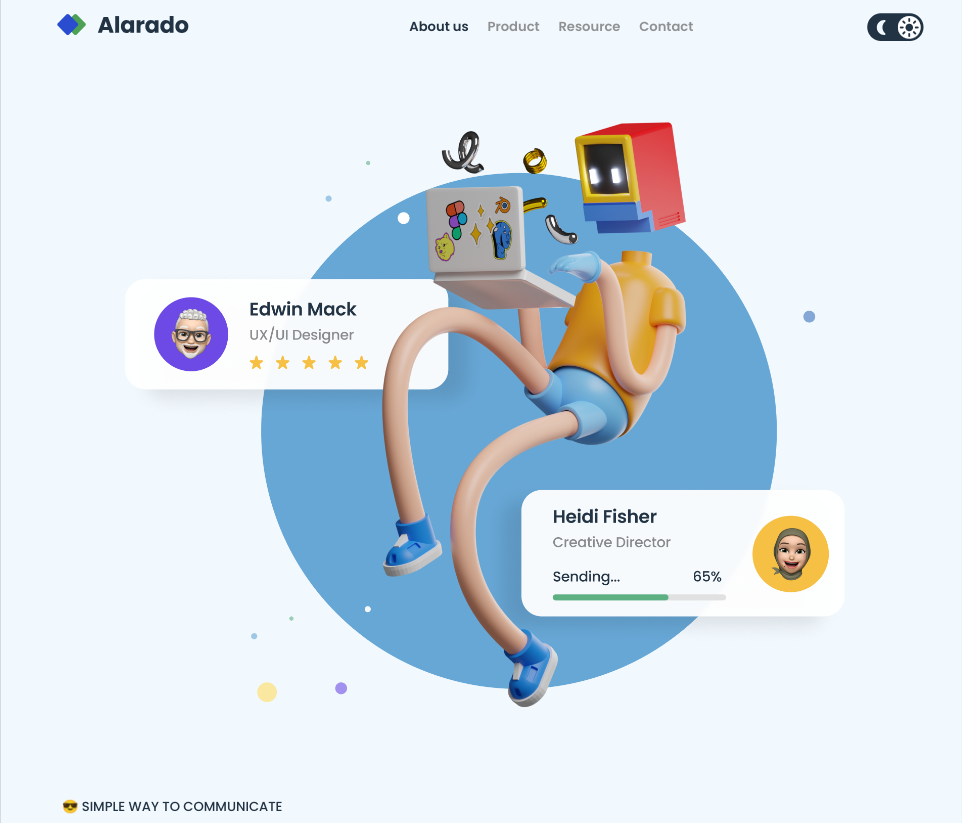 Alarado
About us Product Resource Contact
Edwin Mack
UX/UI Designer
Heidi Fisher
Creative Director
Sending... 65%
😎 SIMPLE WAY TO COMMUNICATE